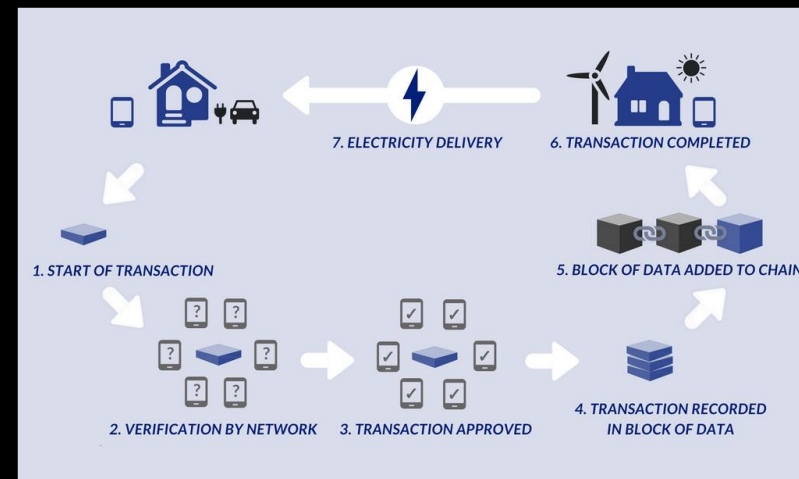 7. ELECTRICITY DELIVERY
6. TRANSACTION COMPLETED
1. START OF TRANSACTION
5. BLOCK OF DATA ADDED TO CHAIN
? ?
? ?
? ?
✓ ✓
✓ ✓
✓ ✓
2. VERIFICATION BY NETWORK
3. TRANSACTION APPROVED
4. TRANSACTION RECORDED
IN BLOCK OF DATA